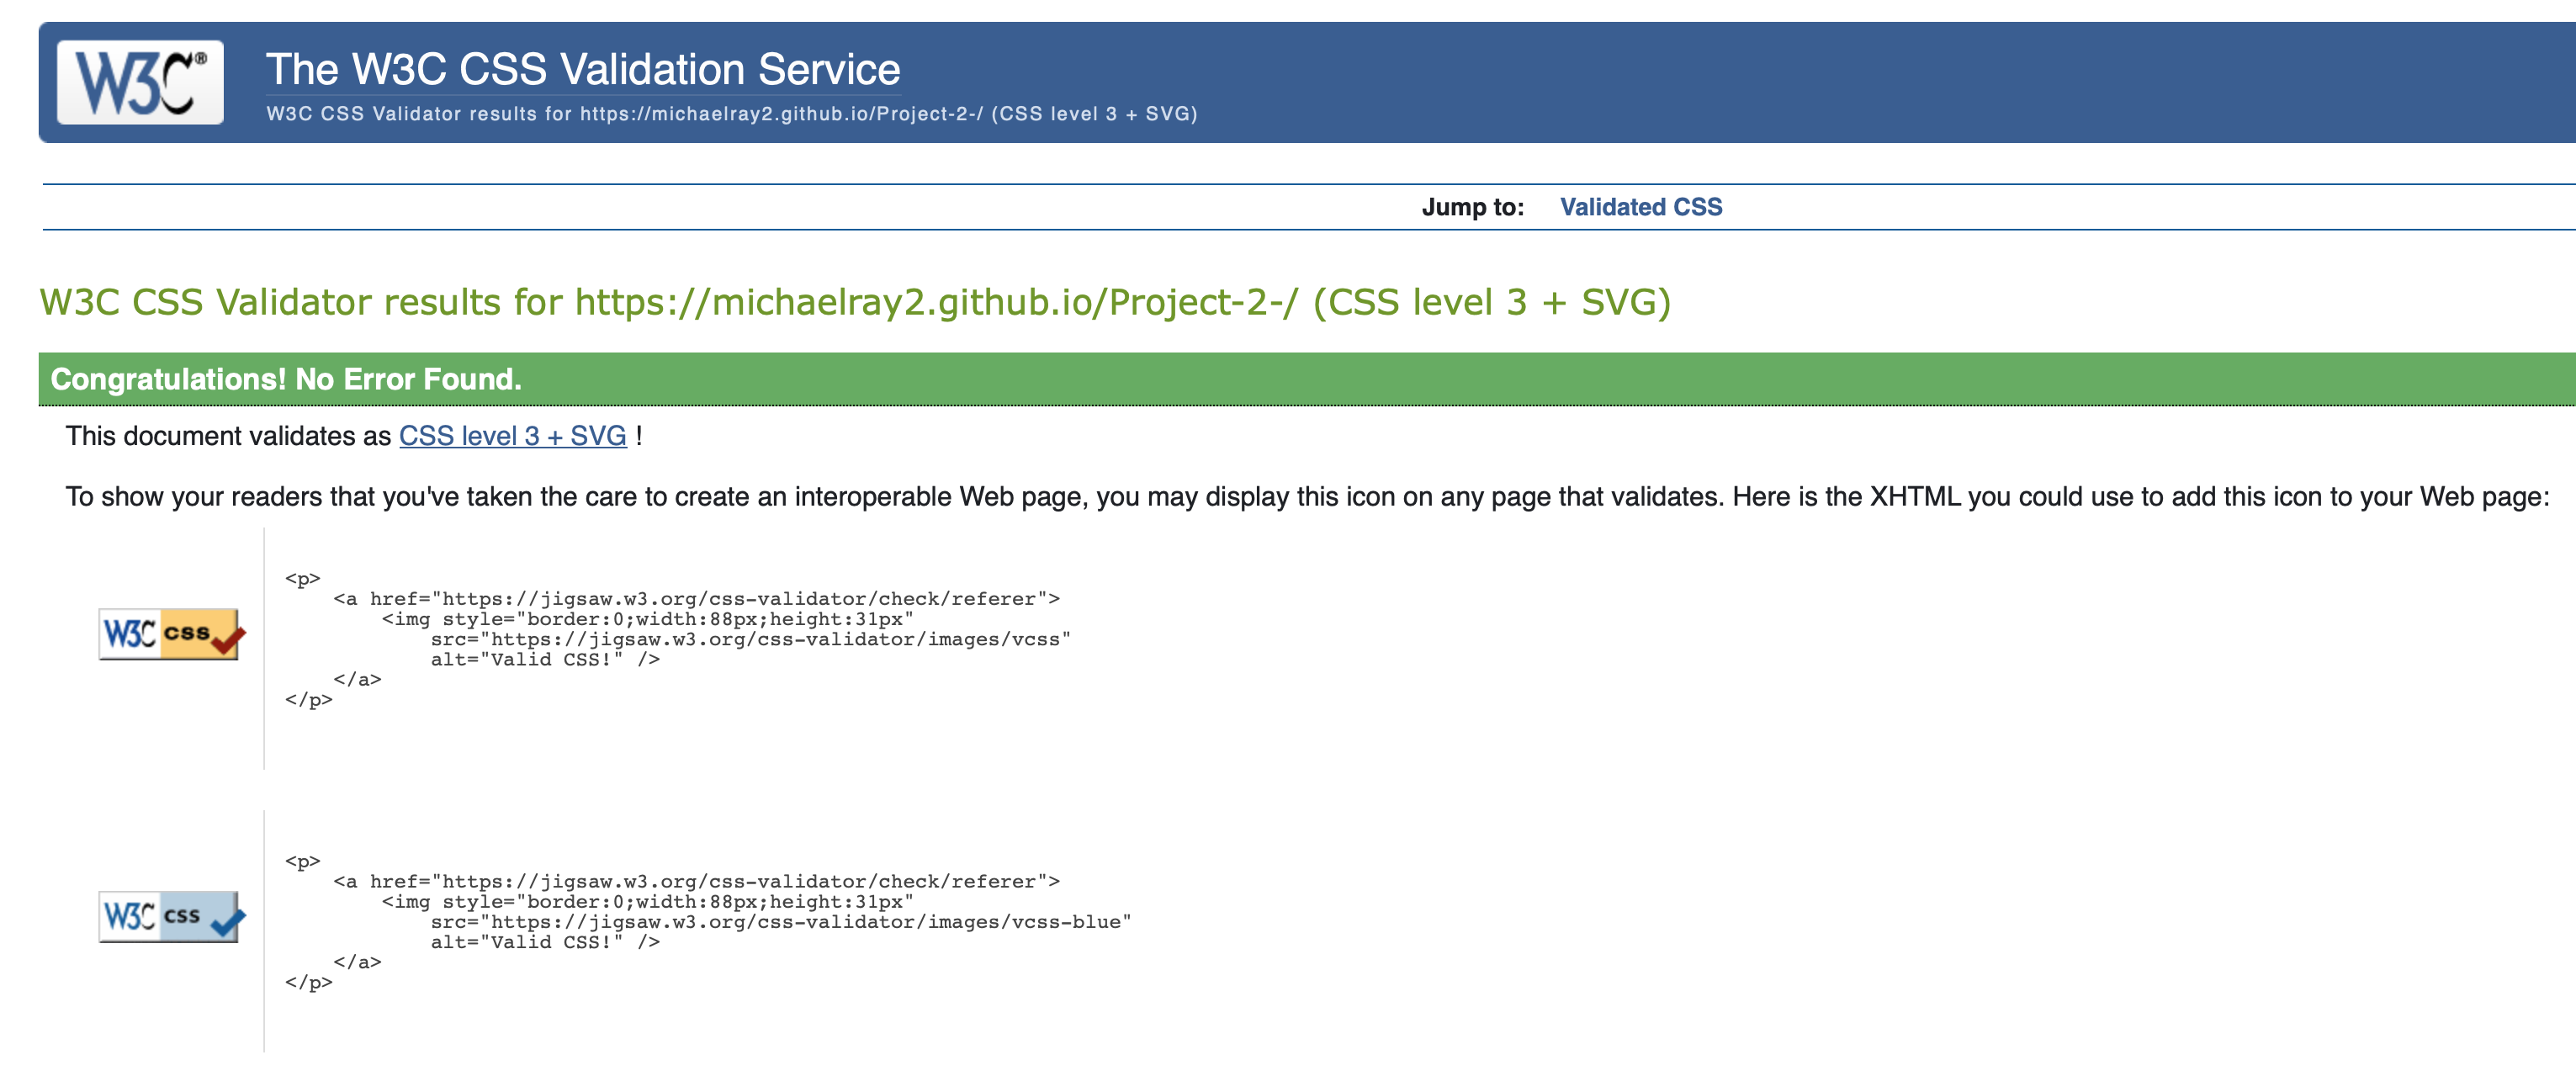 W3C®
The W3C CSS Validation Service
W3C CSS Validator results for https://michaelray2.github.io/Project-2-/ (CSS level 3 + SVG)
Jump to: Validated CSS
W3C CSS Validator results for https://michaelray2.github.io/Project-2-/ (CSS level 3 + SVG)
Congratulations! No Error Found.
This document validates as CSS level 3 + SVG !
To show your readers that you've taken the care to create an interoperable Web page, you may display this icon on any page that validates. Here is the XHTML you could use to add this icon to your Web page:
W3C css
<p>
    <a href="https://jigsaw.w3.org/css-validator/check/referer">
        <img style="border:0;width:88px;height:31px"
            src="https://jigsaw.w3.org/css-validator/images/vcss"
            alt="Valid CSS!" />
    </a>
</p>
W3C css
<p>
    <a href="https://jigsaw.w3.org/css-validator/check/referer">
        <img style="border:0;width:88px;height:31px"
            src="https://jigsaw.w3.org/css-validator/images/vcss-blue"
            alt="Valid CSS!" />
    </a>
</p>